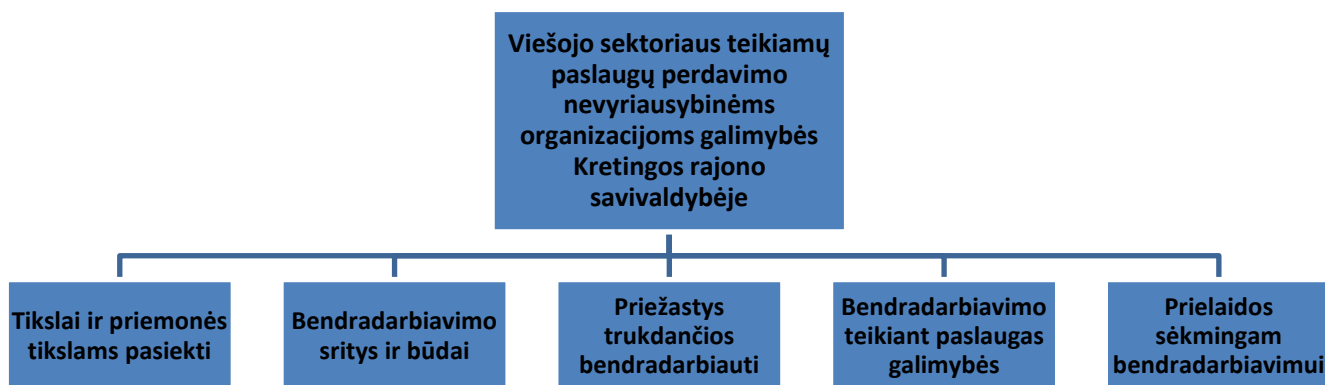 Viešojo sektoriaus teikiamų
paslaugų perdavimo
nevyriausybinėms
organizacijoms galimybės
Kretingos rajono
savivaldybėje
Tikslai ir priemonės
tikslams pasiekti
Bendradarbiavimo
sritys ir būdai
Priežastys
trukdančios
bendradarbiauti
Bendradarbiavimo
teikiant paslaugas
galimybės
Prielaidos
sėkmingam
bendradarbiavimui